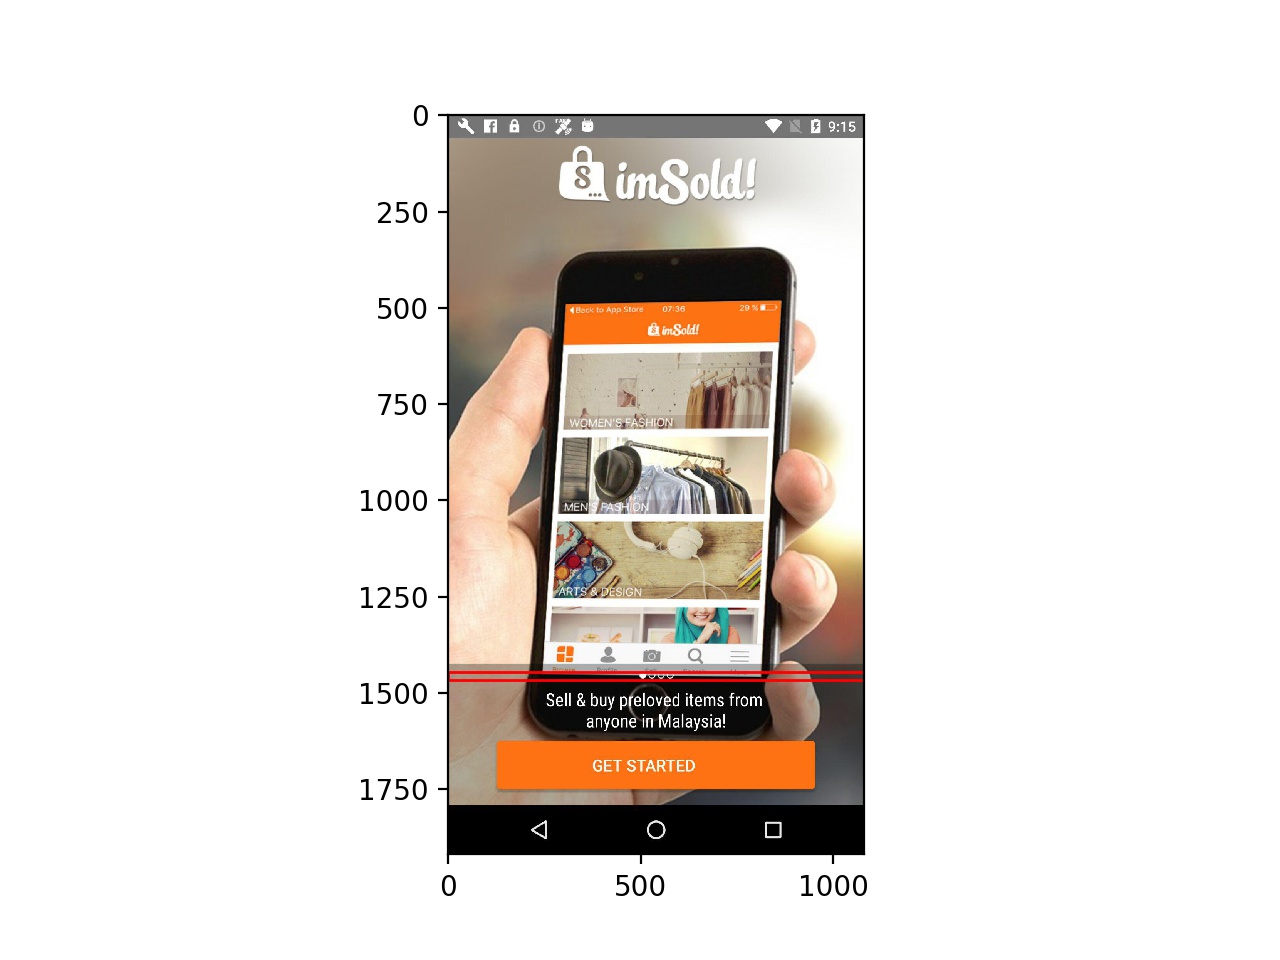 0
250
500
750
1000
1250
1500
1750
0
500
1000
9:15
S
imSold!
Back to App Store 07:36 29 %
imSold!
WOMEN'S FASHION
MEN'S FASHION
ARTS & DESIGN
Sell & buy preloved items from
anyone in Malaysia!
GET STARTED